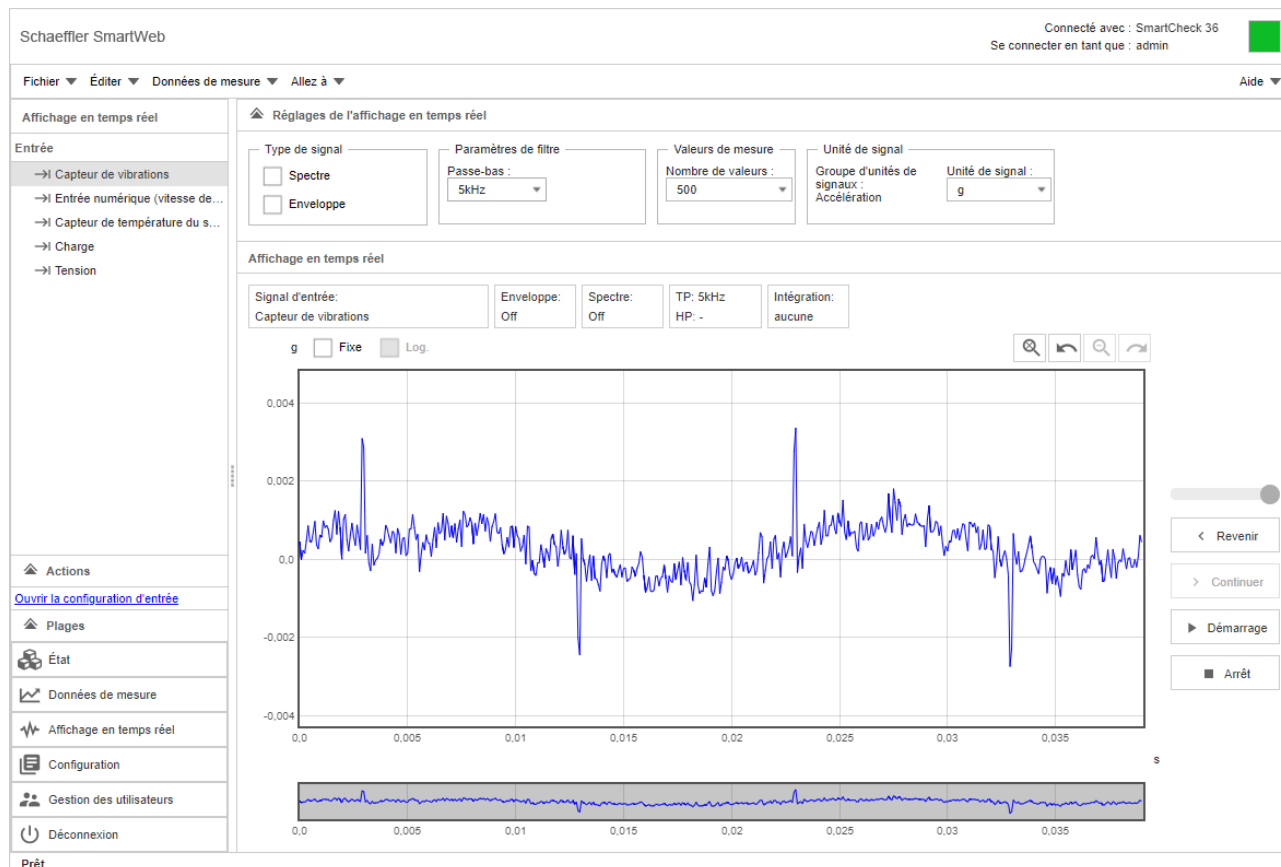 Schaeffler SmartWeb
Connecté avec : SmartCheck 36
Se connecter en tant que : admin
Fichier Éditer Données de mesure Allez à Aide
Affichage en temps réel
Entrée
Capteur de vibrations
Entrée numérique (vitesse de...
Capteur de température du s...
Charge
Tension
Actions
Ouvrir la configuration d'entrée
Plages
État
Données de mesure
Affichage en temps réel
Configuration
Gestion des utilisateurs
Déconnexion
Prêt
Réglages de l'affichage en temps réel
Type de signal
Spectre
Enveloppe
Paramètres de filtre
Passe-bas :
5kHz
Valeurs de mesure
Nombre de valeurs :
500
Unité de signal
Groupe d'unités de
signaux :
Accélération
Unité de signal :
g
Affichage en temps réel
Signal d'entrée:
Capteur de vibrations
Enveloppe:
Off
Spectre:
Off
TP: 5kHz
HP: -
Intégration:
aucune
g Fixe Log.
0,004
0,002
0,0
-0,002
-0,004
0,0 0,005 0,01 0,015 0,02 0,025 0,03 0,035
s
0,0 0,005 0,01 0,015 0,02 0,025 0,03 0,035
Revenir
Continuer
Démarrage
Arrêt